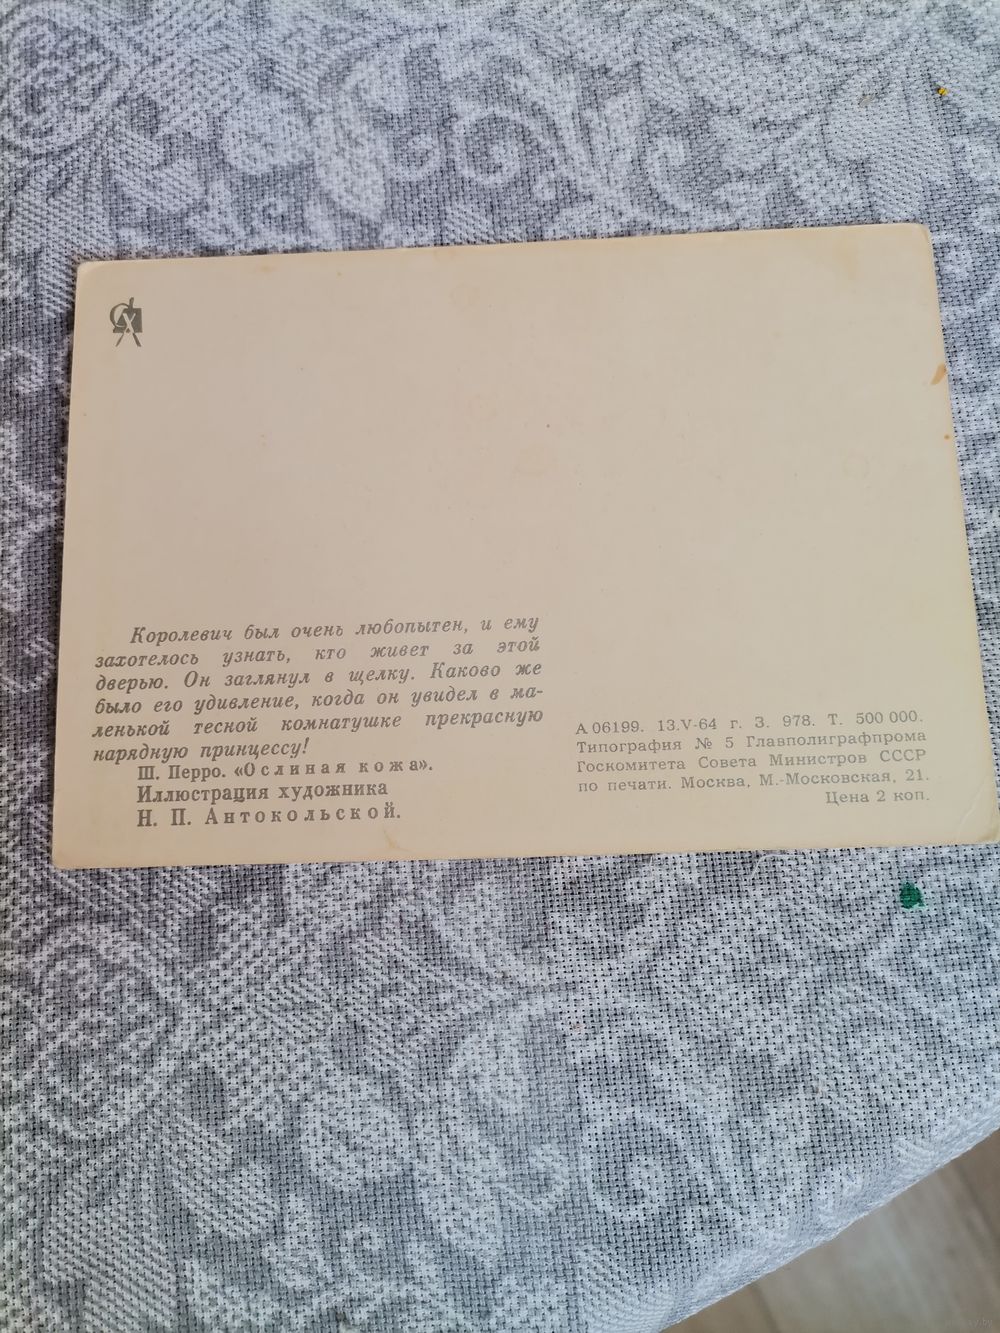 Королевич был очень любопытен, и ему
захотелось узнать, кто живет за этой
дверью. Он заглянул в щелку. Каково же
было его удивление, когда он увидел в ма-
ленькой тесной комнатушке прекрасную
нарядную принцессу!
Ш. Перро. «Ослиная кожа».
Иллюстрация художника
Н. П. Антокольской.
А 06199. 13.V-64 г. З. 978. Т. 500 000.
Типография № 5 Главполиграфпрома
Госкомитета Совета Министров СССР
по печати. Москва, М.-Московская, 21.
Цена 2 коп.